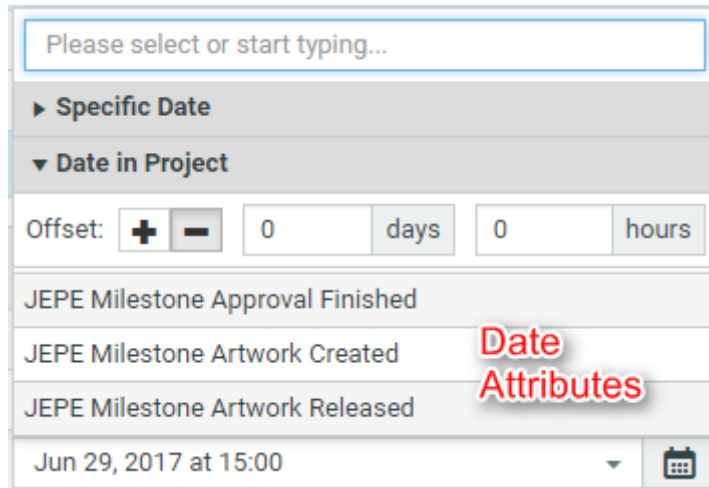 Please select or start typing...
Specific Date
Date in Project
Offset: 0 days 0 hours
JEPE Milestone Approval Finished
JEPE Milestone Artwork Created
JEPE Milestone Artwork Released
Date
Attributes
Jun 29, 2017 at 15:00